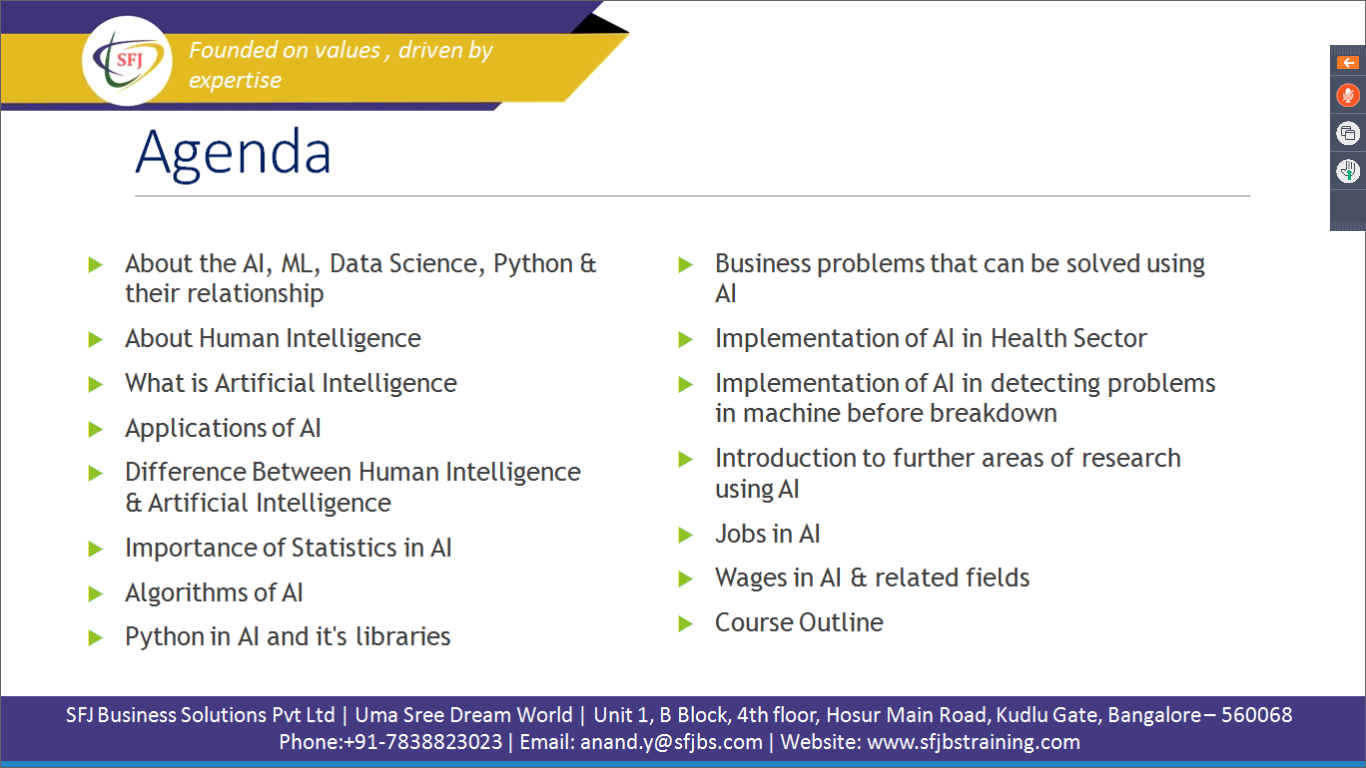 SFJ
Founded on values , driven by
expertise
Agenda
About the AI, ML, Data Science, Python &
their relationship
About Human Intelligence
What is Artificial Intelligence
Applications of AI
Difference Between Human Intelligence
& Artificial Intelligence
Importance of Statistics in AI
Algorithms of AI
Python in AI and it's libraries
Business problems that can be solved using
AI
Implementation of AI in Health Sector
Implementation of AI in detecting problems
in machine before breakdown
Introduction to further areas of research
using AI
Jobs in AI
Wages in AI & related fields
Course Outline
SFJ Business Solutions Pvt Ltd | Uma Sree Dream World | Unit 1, B Block, 4th floor, Hosur Main Road, Kudlu Gate, Bangalore – 560068
Phone:+91-7838823023 | Email: anand.y@sfjbs.com | Website: www.sfjbstraining.com